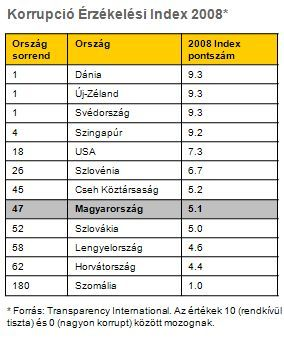 Korrupció Érzékelési Index 2008*
Ország sorrend Ország 2008 Index pontszám
1 Dánia 9.3
1 Új-Zéland 9.3
1 Svédország 9.3
4 Szingapúr 9.2
18 USA 7.3
26 Szlovénia 6.7
45 Cseh Köztársaság 5.2
47 Magyarország 5.1
52 Szlovákia 5.0
58 Lengyelország 4.6
62 Horvátország 4.4
180 Szomália 1.0
* Forrás: Transparency International. Az értékek 10 (rendkívül
tiszta) és 0 (nagyon korrupt) között mozognak.